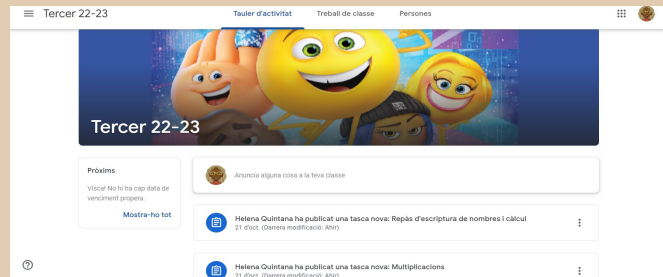 Tercer 22-23
Tauler d'activitat
Treball de classe
Persones
Tercer 22-23
Pròxims
Visca! No hi ha cap data de
venciment propera.
Mostra-ho tot
Anuncia alguna cosa a la teva classe
Helena Quintana ha publicat una tasca nova: Repàs d'escriptura de nombres i càlcul
21 d'oct. (Darrera modificació: Ahir)
Helena Quintana ha publicat una tasca nova: Multiplicacions
21 d'oct. (Darrera modificació: Ahir)